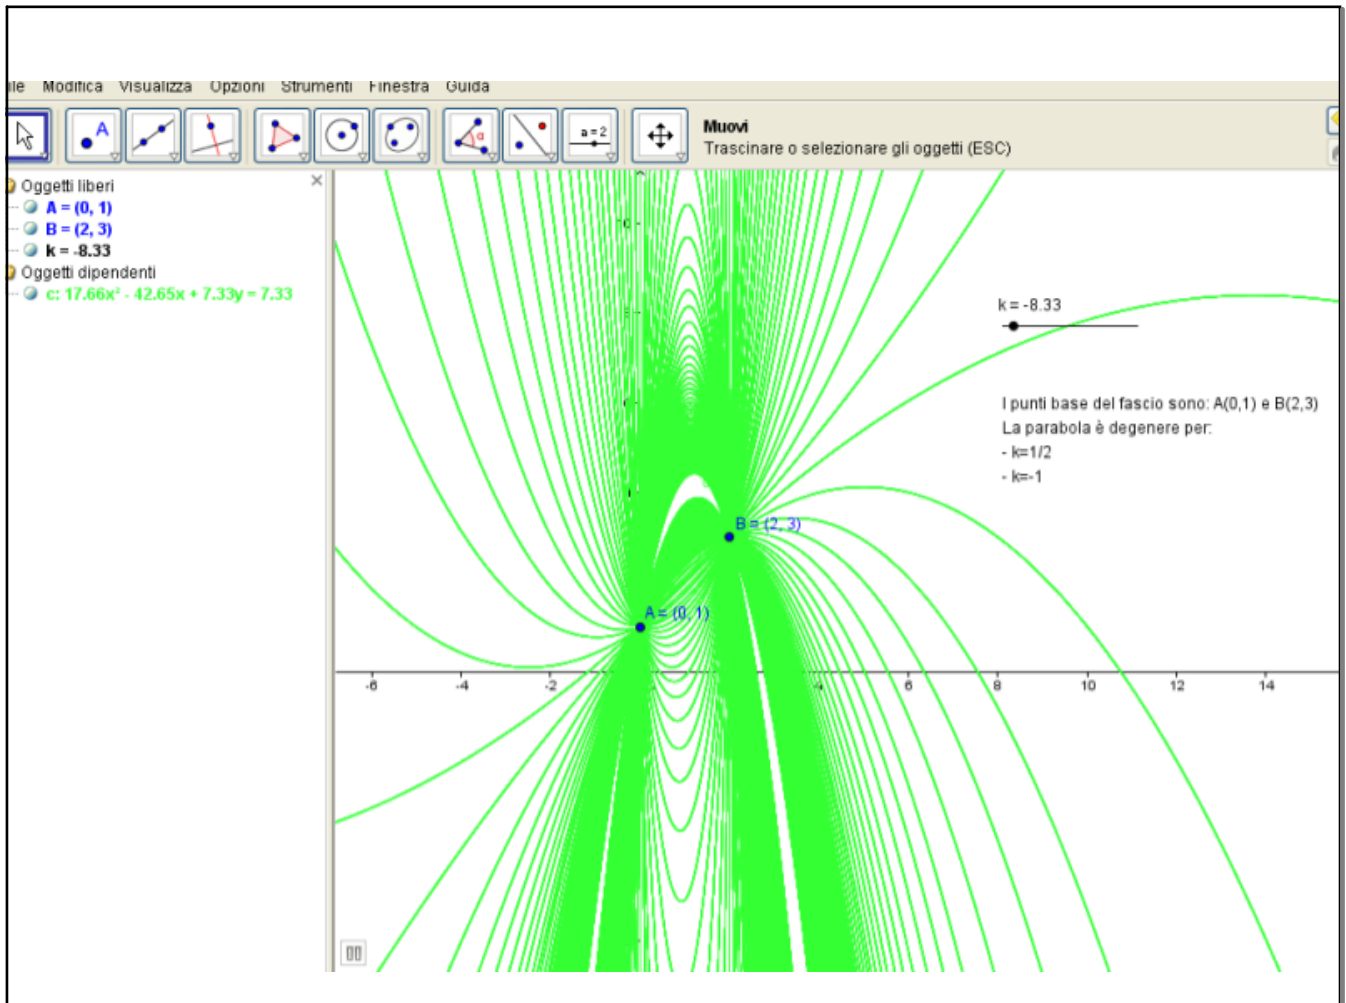 ile Modifica Visualizza Opzioni Strumenti Finestra Guida
A
α
a = 2
Muovi
Trascinare o selezionare gli oggetti (ESC)
Oggetti liberi
A = (0, 1)
B = (2, 3)
k = -8.33
Oggetti dipendenti
c: 17.66x² - 42.65x + 7.33y = 7.33
k = -8.33
I punti base del fascio sono: A(0,1) e B(2,3)
La parabola è degenere per:
- k=1/2
- k=-1
B = (2, 3)
A = (0, 1)
-6 -4 -2 4 6 8 10 12 14